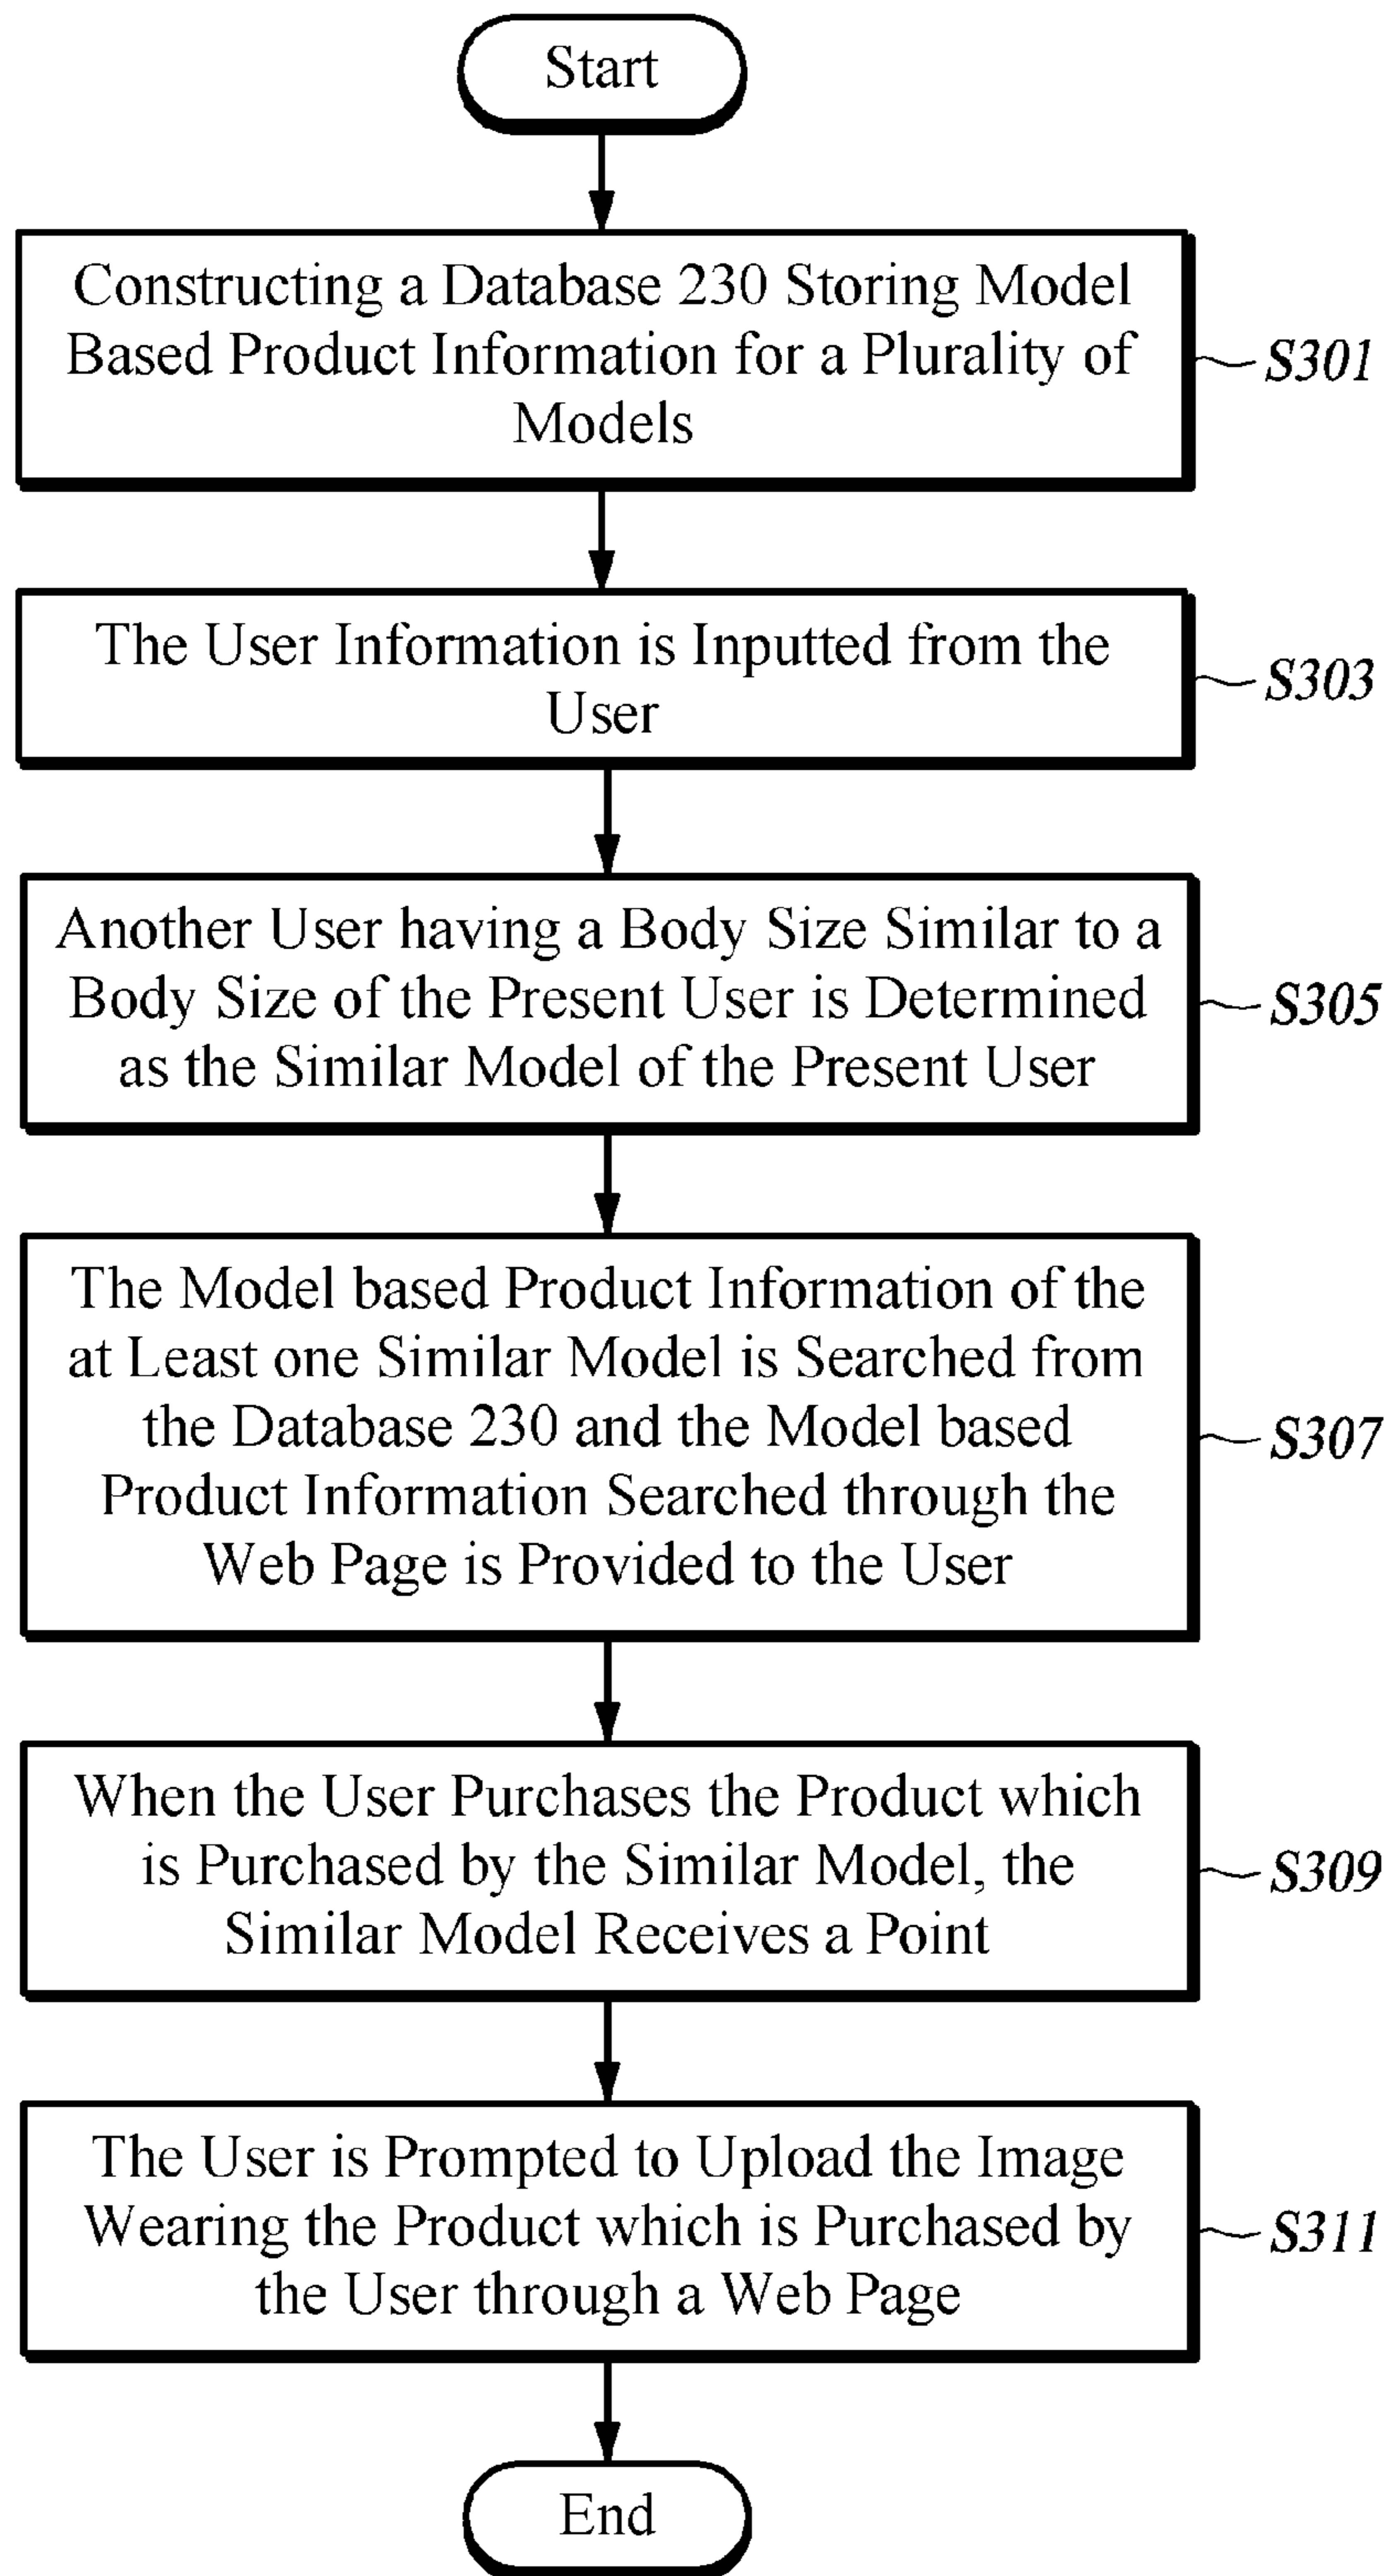 Start
Constructing a Database 230 Storing Model
Based Product Information for a Plurality of
Models
S301
The User Information is Inputted from the
User
S303
Another User having a Body Size Similar to a
Body Size of the Present User is Determined
as the Similar Model of the Present User
S305
The Model based Product Information of the
at Least one Similar Model is Searched from
the Database 230 and the Model based
Product Information Searched through the
Web Page is Provided to the User
S307
When the User Purchases the Product which
is Purchased by the Similar Model, the
Similar Model Receives a Point
S309
The User is Prompted to Upload the Image
Wearing the Product which is Purchased by
the User through a Web Page
S311
End